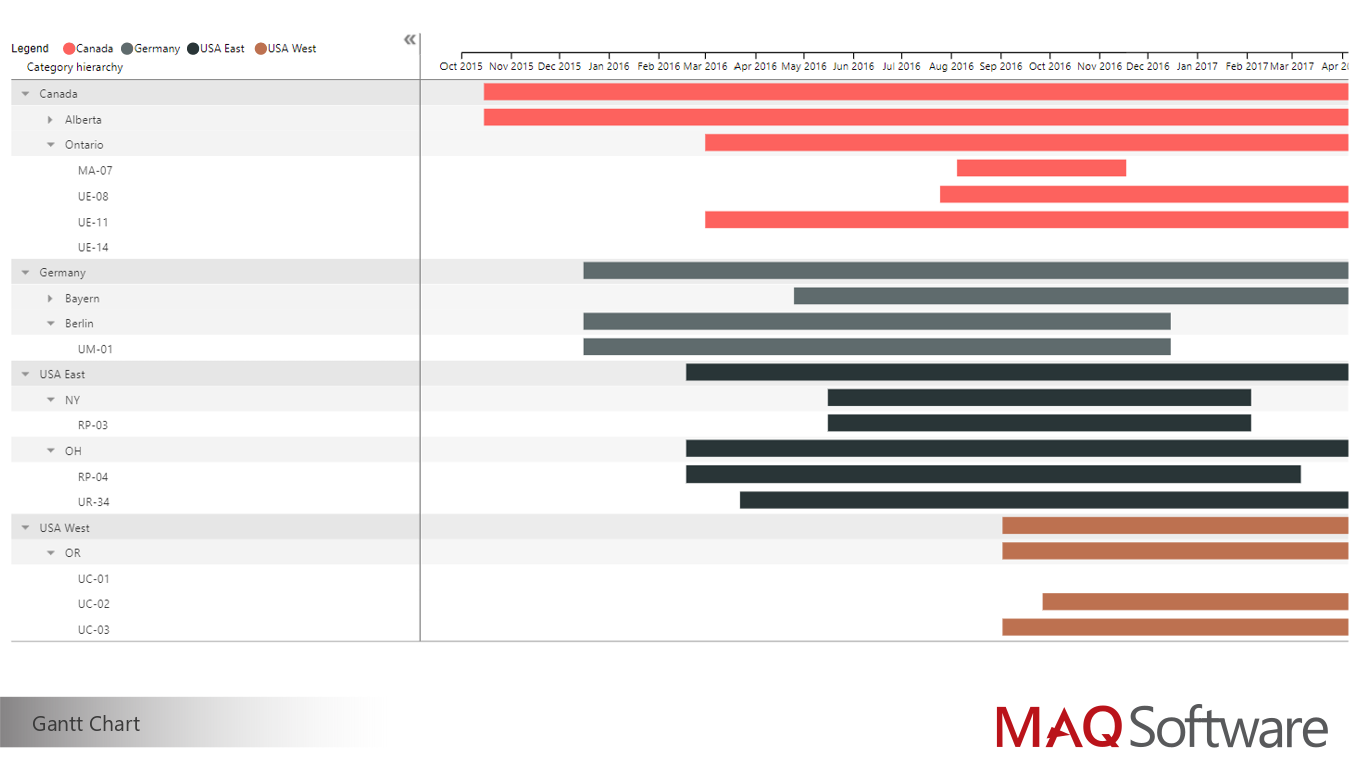 Legend Canada Germany USA East USA West
Category hierarchy
Oct 2015 Nov 2015 Dec 2015 Jan 2016 Feb 2016 Mar 2016 Apr 2016 May 2016 Jun 2016 Jul 2016 Aug 2016 Sep 2016 Oct 2016 Nov 2016 Dec 2016 Jan 2017 Feb 2017 Mar 2017 Apr 20
Canada
Alberta
Ontario
MA-07
UE-08
UE-11
UE-14
Germany
Bayern
Berlin
UM-01
USA East
NY
RP-03
OH
RP-04
UR-34
USA West
OR
UC-01
UC-02
UC-03
Gantt Chart
MAQ Software